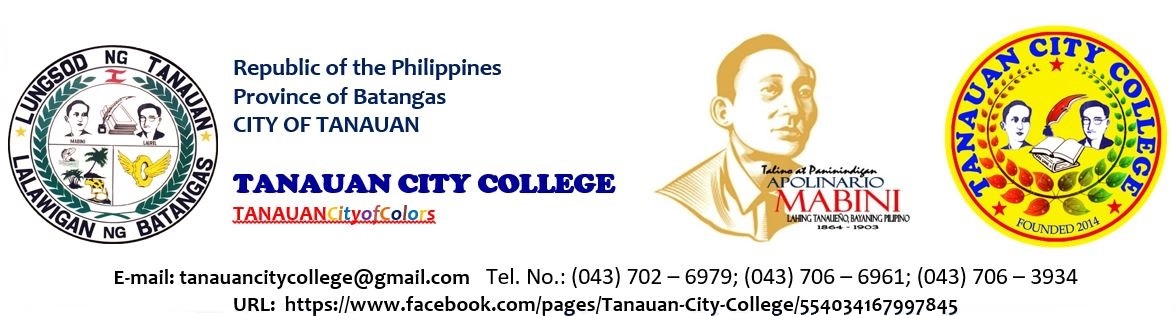 LUNGSOD NG TANAUAN
MABINI
LAUREL
LALAWIGAN NG BATANGAS
Republic of the Philippines
Province of Batangas
CITY OF TANAUAN
TANAUAN CITY COLLEGE
TANAUANCityofColors
Talino at Paninindigan
APOLINARIO
MABINI
LAHING TANAUEÑO, BAYANING PILIPINO
1864 - 1903
TANAUAN CITY COLLEGE
FOUNDED 2014
E-mail: tanauancitycollege@gmail.com Tel. No.: (043) 702 – 6979; (043) 706 – 6961; (043) 706 – 3934
URL: https://www.facebook.com/pages/Tanauan-City-College/554034167997845